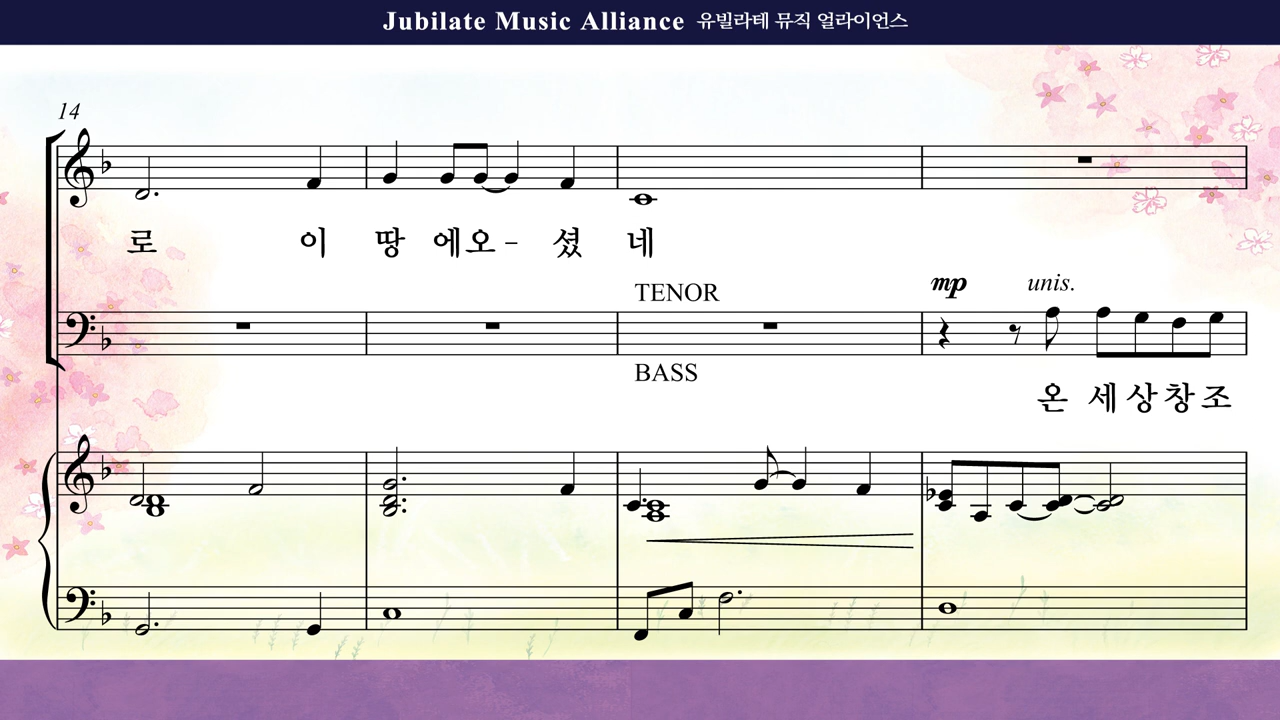 Jubilate Music Alliance 유빌라테 뮤직 얼라이언스
14
로 이 땅 에 오 - 셨 네
TENOR
mp unis.
BASS
온 세 상 창 조